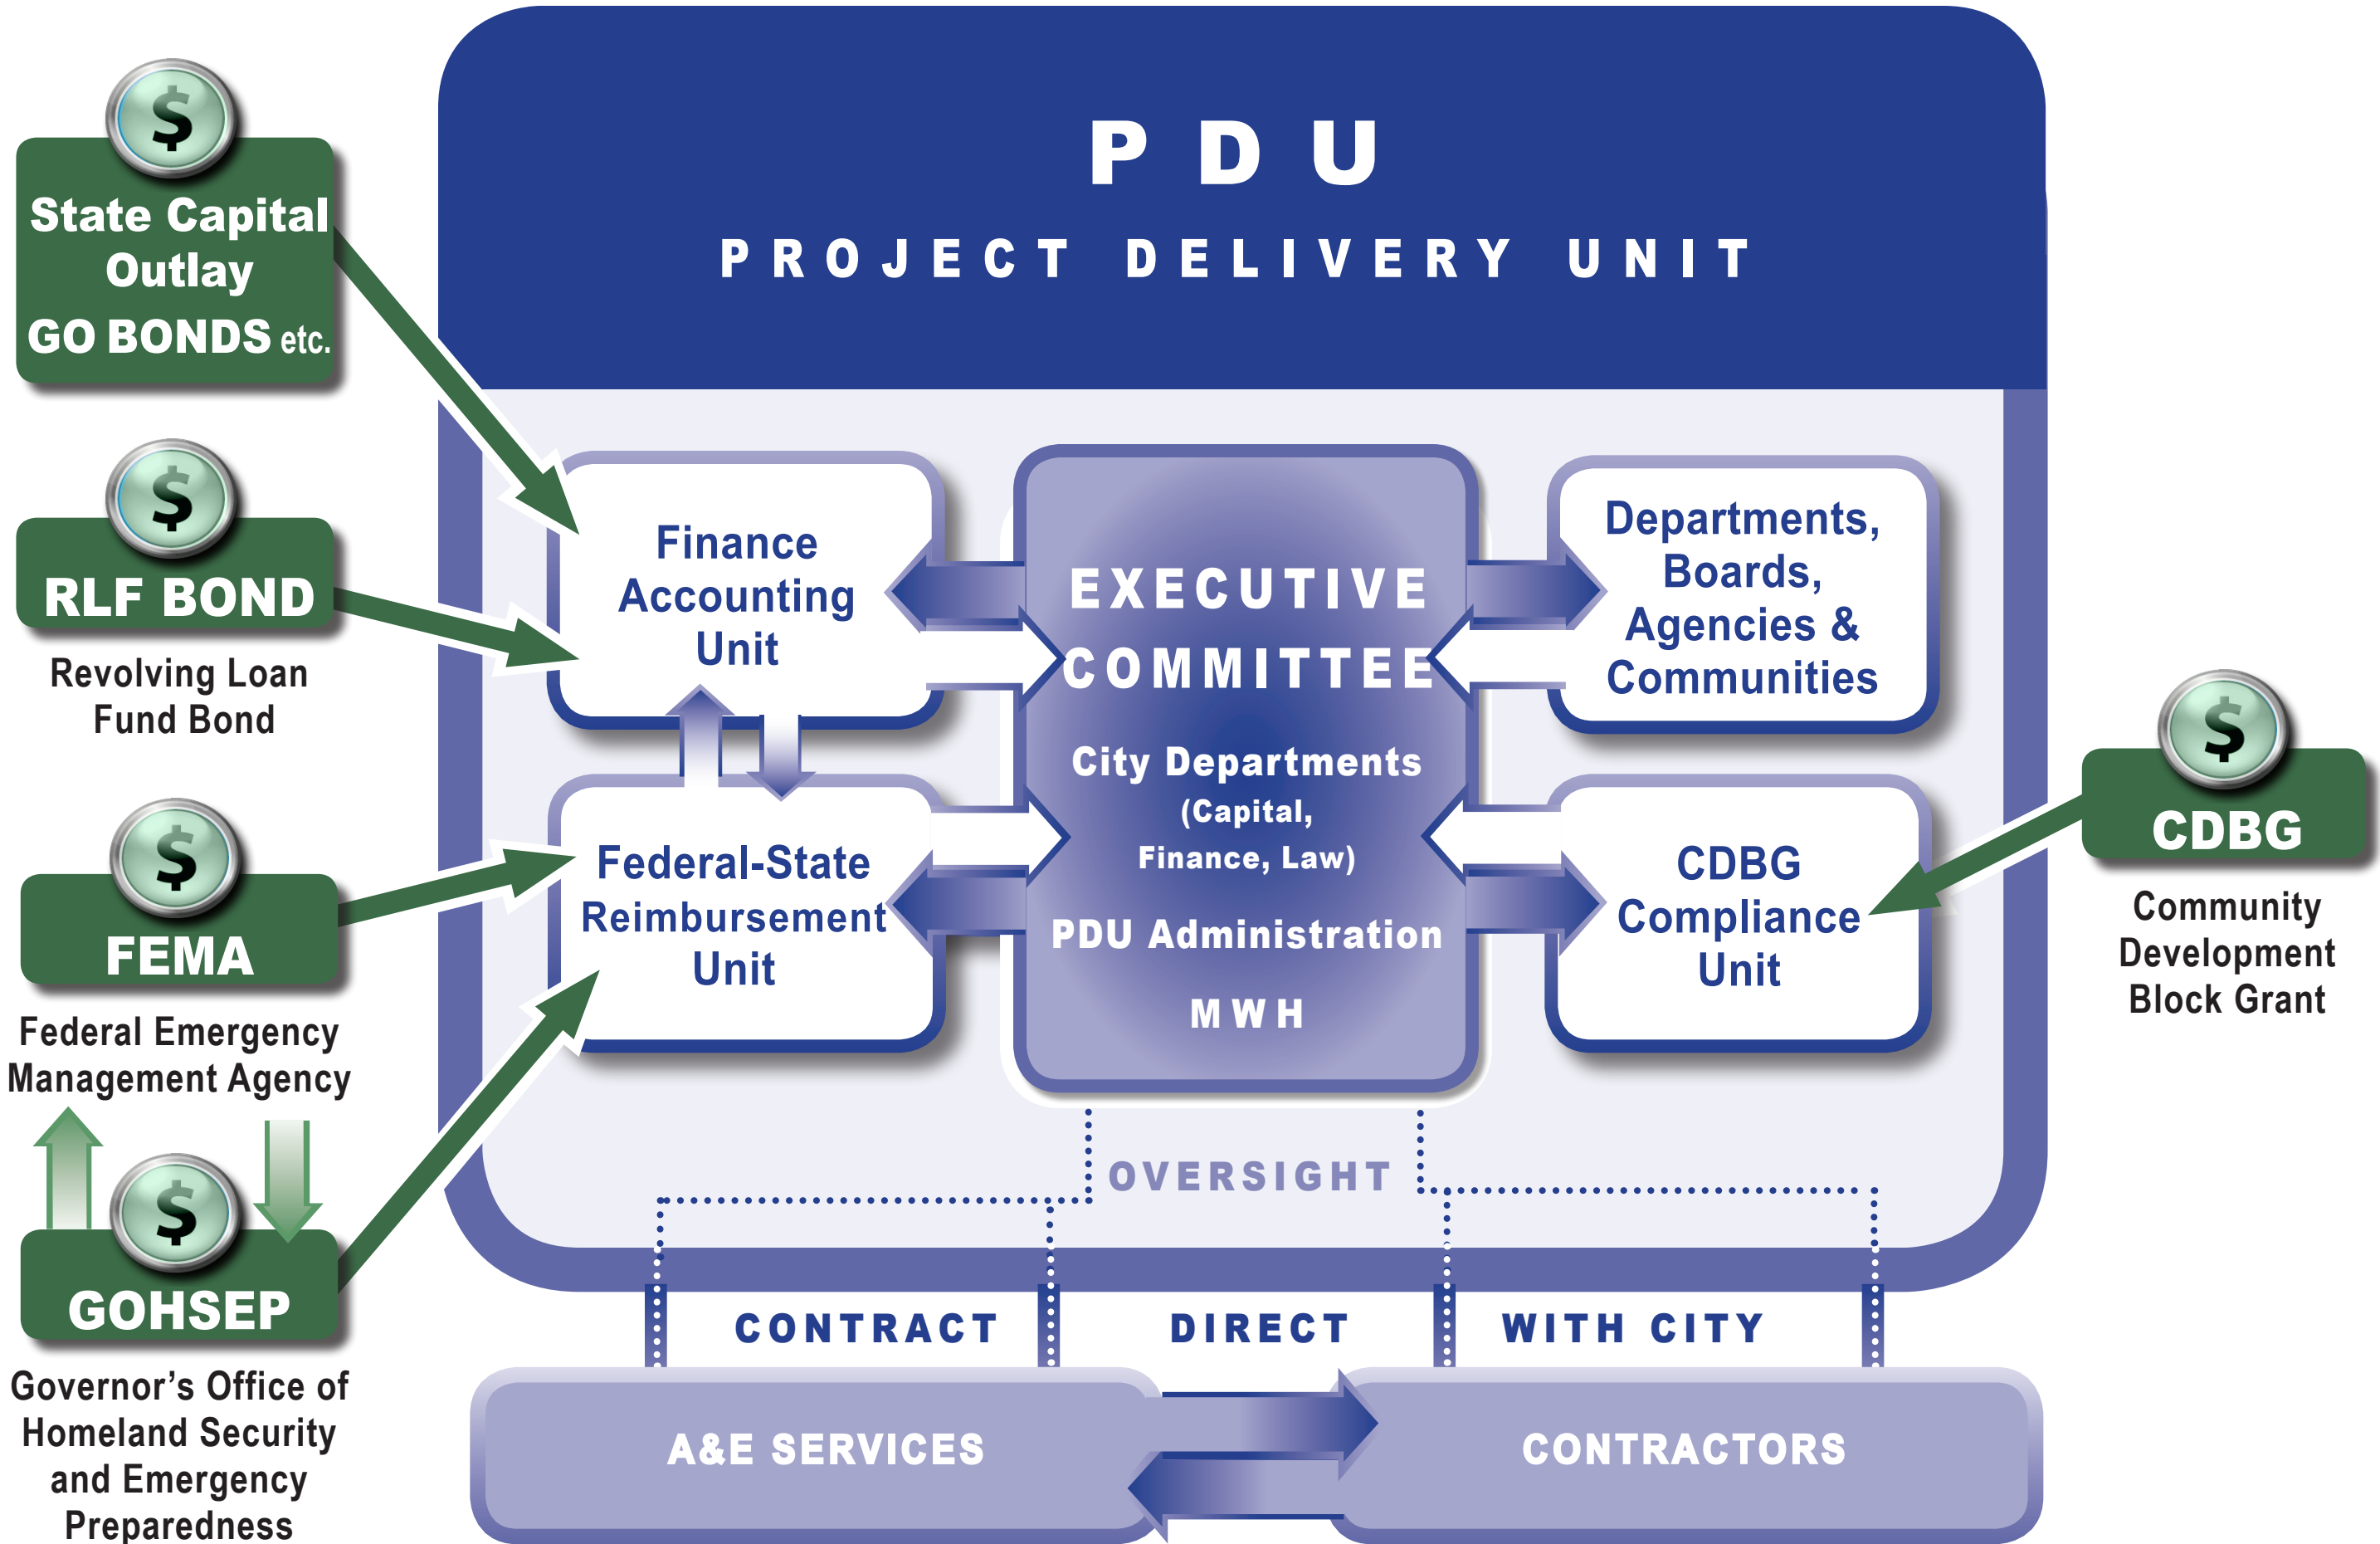 PDU
PROJECT DELIVERY UNIT
$
State Capital
Outlay
GO BONDS etc.
$
RLF BOND
Revolving Loan
Fund Bond
$
FEMA
Federal Emergency
Management Agency
$
GOHSEP
Governor’s Office of
Homeland Security
and Emergency
Preparedness
Finance
Accounting
Unit
Federal-State
Reimbursement
Unit
EXECUTIVE
COMMITTEE
City Departments
(Capital,
Finance, Law)
PDU Administration
MWH
Departments,
Boards,
Agencies &
Communities
CDBG
Compliance
Unit
$
CDBG
Community
Development
Block Grant
OVERSIGHT
CONTRACT DIRECT WITH CITY
A&E SERVICES
CONTRACTORS